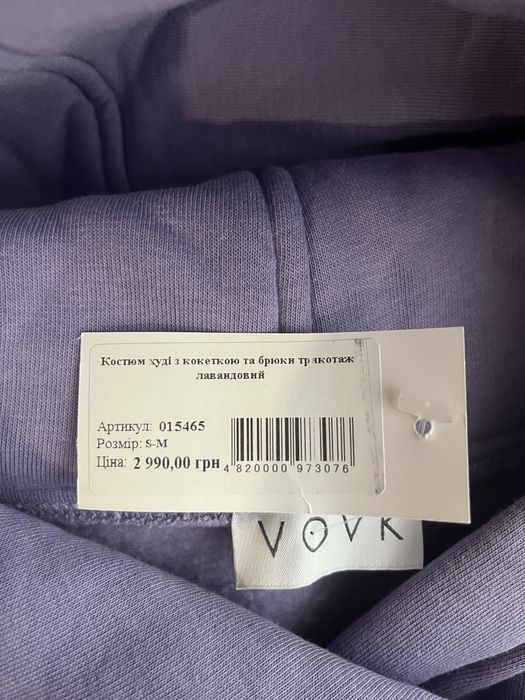 Костюм худі з кокеткою та брюки трикотаж
лавандовий
Артикул: 015465
Розмір: S-M
Ціна: 2 990,00 грн
4 820000 973076
VOVK